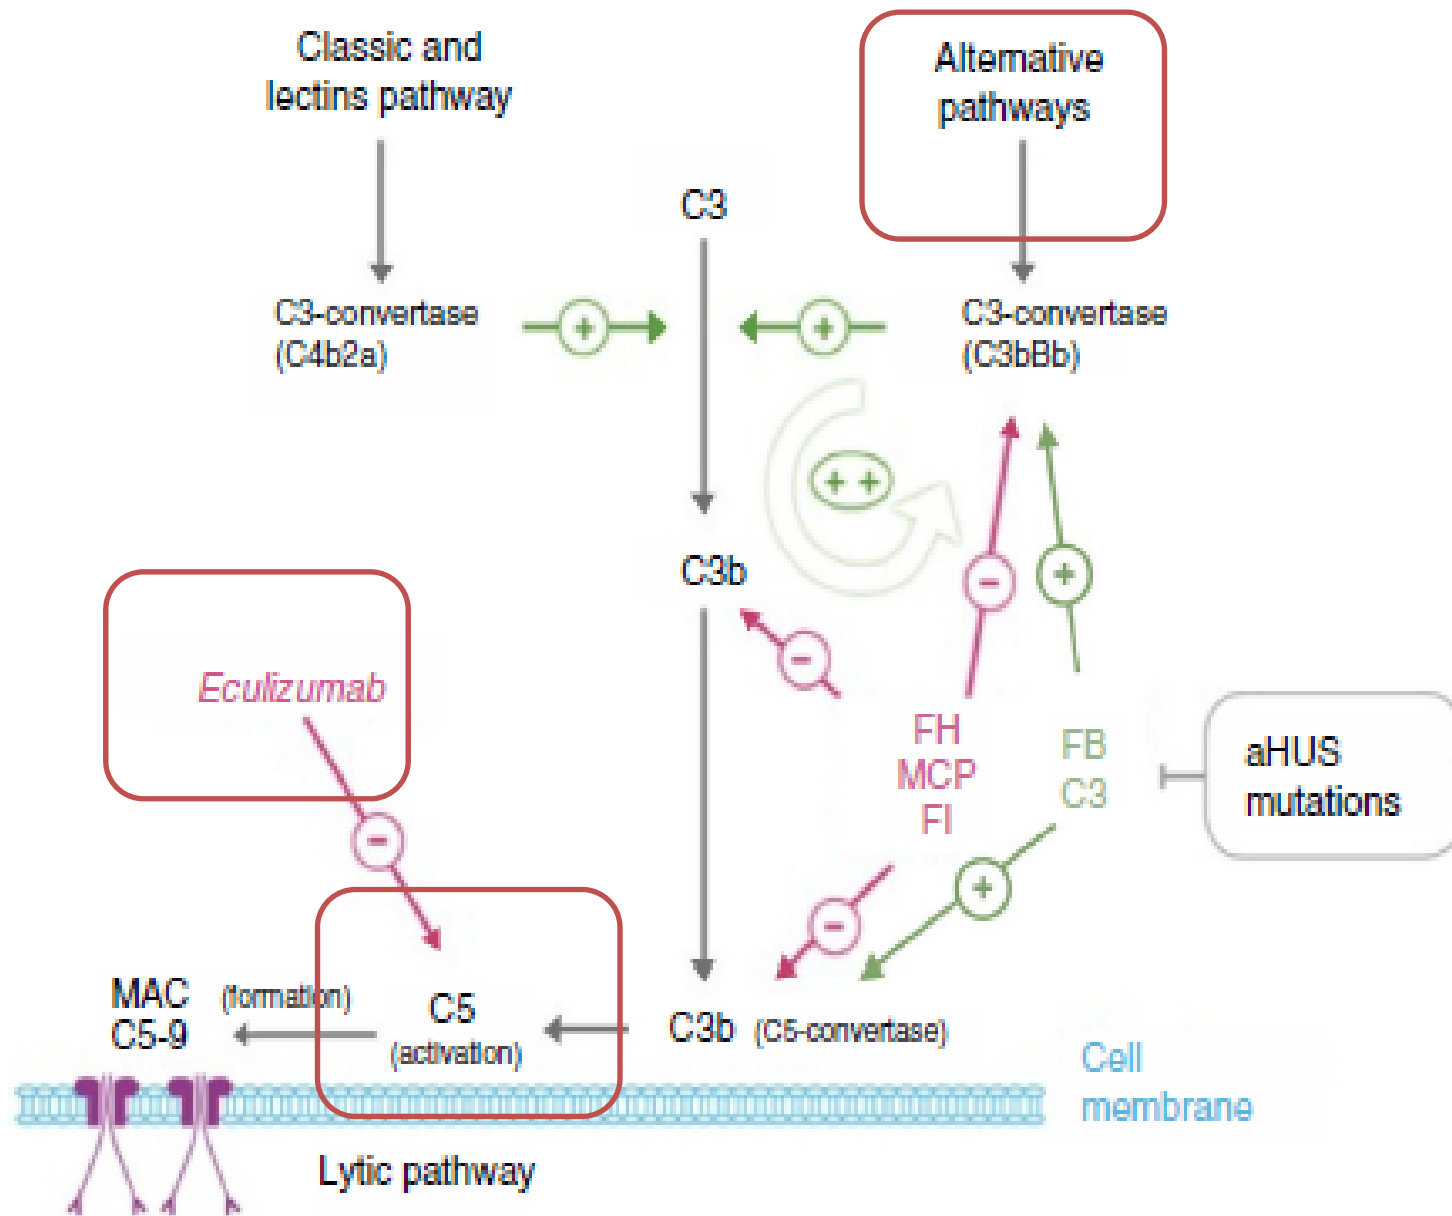 Classic and
lectins pathway
Alternative
pathways
C3
C3-convertase
(C4b2a)
+
+
C3-convertase
(C3bBb)
+ +
C3b
-
-
+
Eculizumab
FH
MCP
FI
FB
C3
aHUS
mutations
-
-
+
MAC
C5-9
(formation)
C5
(activation)
C3b (C5-convertase)
Cell
membrane
Lytic pathway